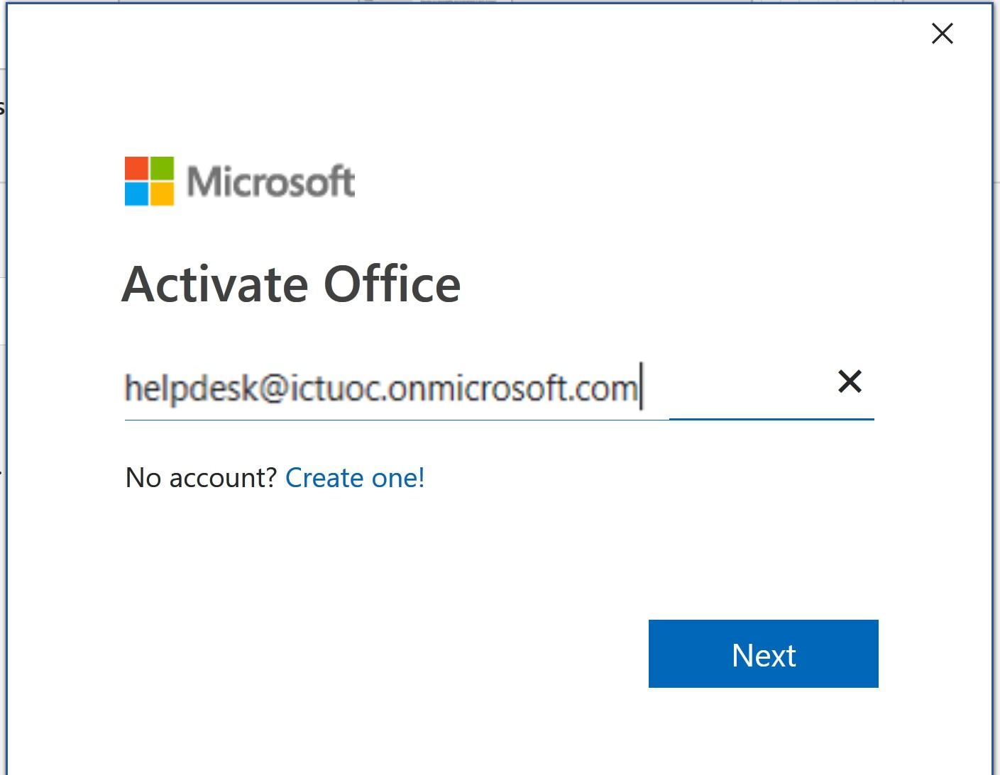 Microsoft
Activate Office
helpdesk@ictuoc.onmicrosoft.com
No account? Create one!
Next